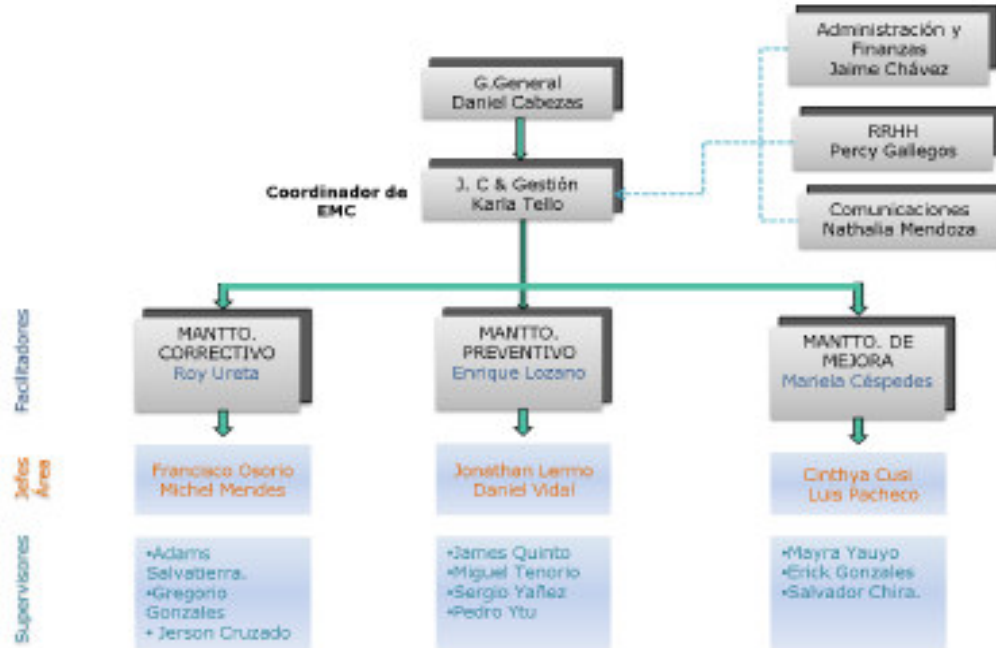 Administración y
Finanzas
Jaime Chávez
G.General
Daniel Cabezas
RRHH
Percy Gallegos
J. C & Gestión
Karla Tello
Coordinador de
EMC
Comunicaciones
Nathalia Mendoza
Facilitadores
MANTTO.
CORRECTIVO
Roy Ureta
MANTTO.
PREVENTIVO
Enrique Lozano
MANTTO. DE
MEJORA
Mariela Céspedes
Jefes
Área
Francisco Osorio
Michel Mendes
Jonathan Lermo
Daniel Vidal
Cinthya Cusi
Luis Pacheco
Supervisores
•Adams
Salvatierra.
•Gregorio
Gonzales
• Jerson Cruzado
•James Quinto
•Miguel Tenorio
•Sergio Yañez
•Pedro Ytu
•Mayra Yauyo
•Erick Gonzales
•Salvador Chira.